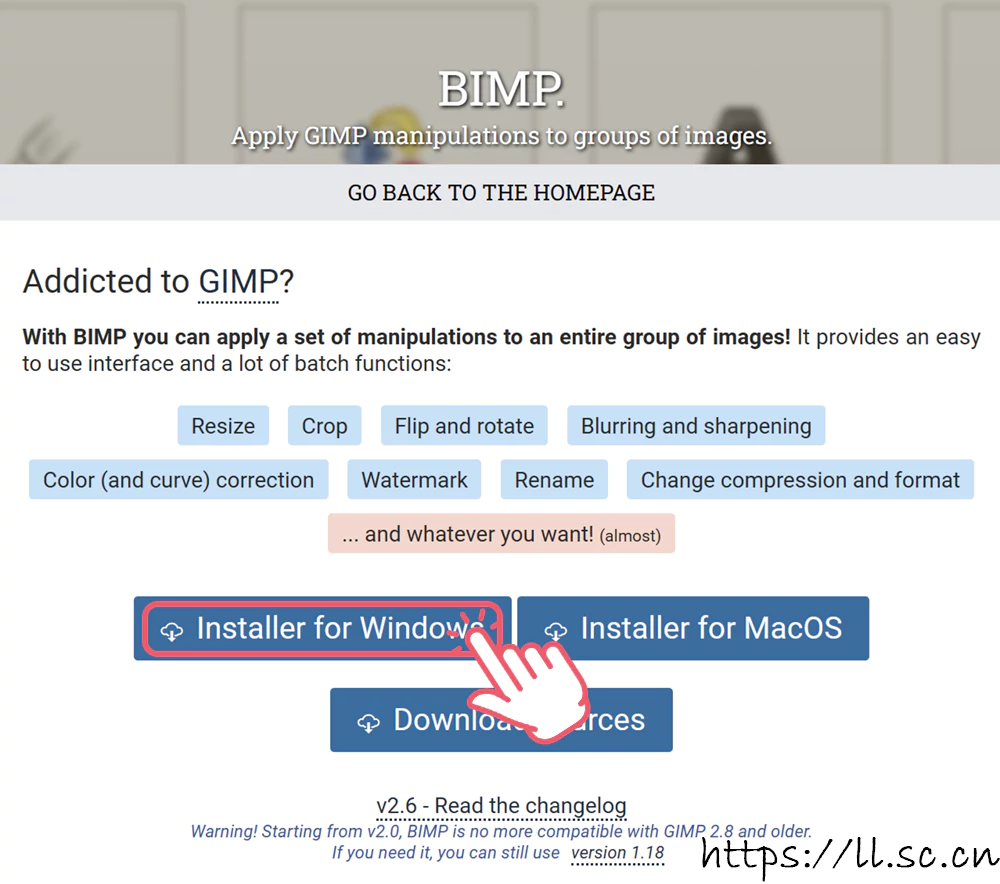 BIMP.
Apply GIMP manipulations to groups of images.
GO BACK TO THE HOMEPAGE
Addicted to GIMP?
With BIMP you can apply a set of manipulations to an entire group of images! It provides an easy
to use interface and a lot of batch functions:
Resize Crop Flip and rotate Blurring and sharpening
Color (and curve) correction Watermark Rename Change compression and format
... and whatever you want! (almost)
Installer for Windows Installer for MacOS
Download
v2.6 - Read the changelog
Warning! Starting from v2.0, BIMP is no more compatible with GIMP 2.8 and older.
If you need it, you can still use version 1.18
https://ll.sc.cn